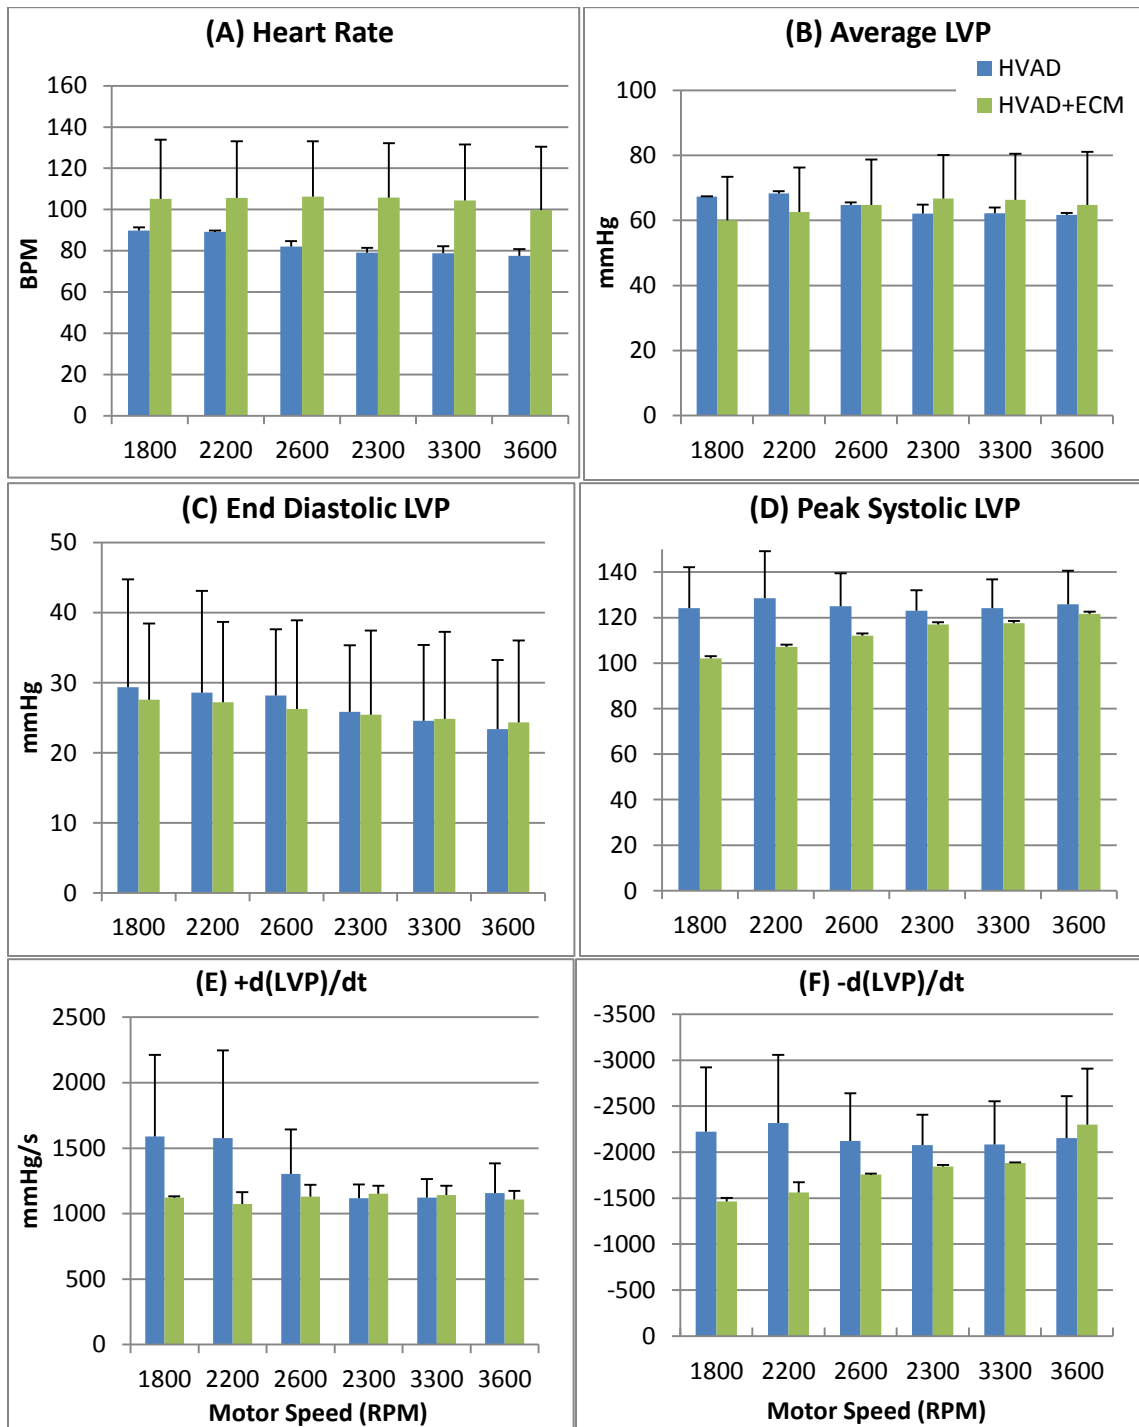 (A) Heart Rate
BPM
160
140
120
100
80
60
40
20
0
1800 2200 2600 2300 3300 3600
(B) Average LVP
HVAD
HVAD+ECM
mmHg
100
80
60
40
20
0
1800 2200 2600 2300 3300 3600
(C) End Diastolic LVP
mmHg
50
40
30
20
10
0
1800 2200 2600 2300 3300 3600
(D) Peak Systolic LVP
140
120
100
80
60
40
20
0
1800 2200 2600 2300 3300 3600
(E) +d(LVP)/dt
mmHg/s
2500
2000
1500
1000
500
0
1800 2200 2600 2300 3300 3600
Motor Speed (RPM)
(F) -d(LVP)/dt
-3500
-3000
-2500
-2000
-1500
-1000
-500
0
1800 2200 2600 2300 3300 3600
Motor Speed (RPM)